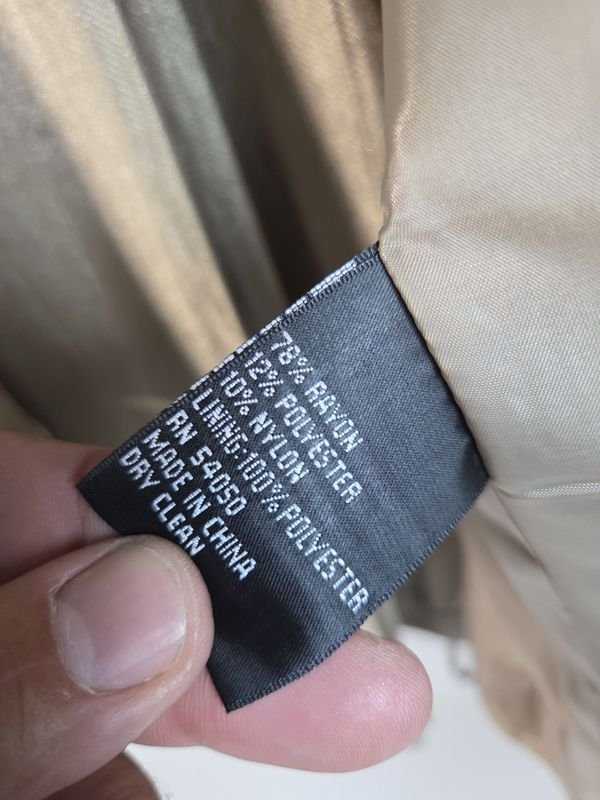 78% RAYON
12% POLYESTER
10% NYLON
LINING:100% POLYESTER
RN 54050
MADE IN CHINA
DRY CLEAN